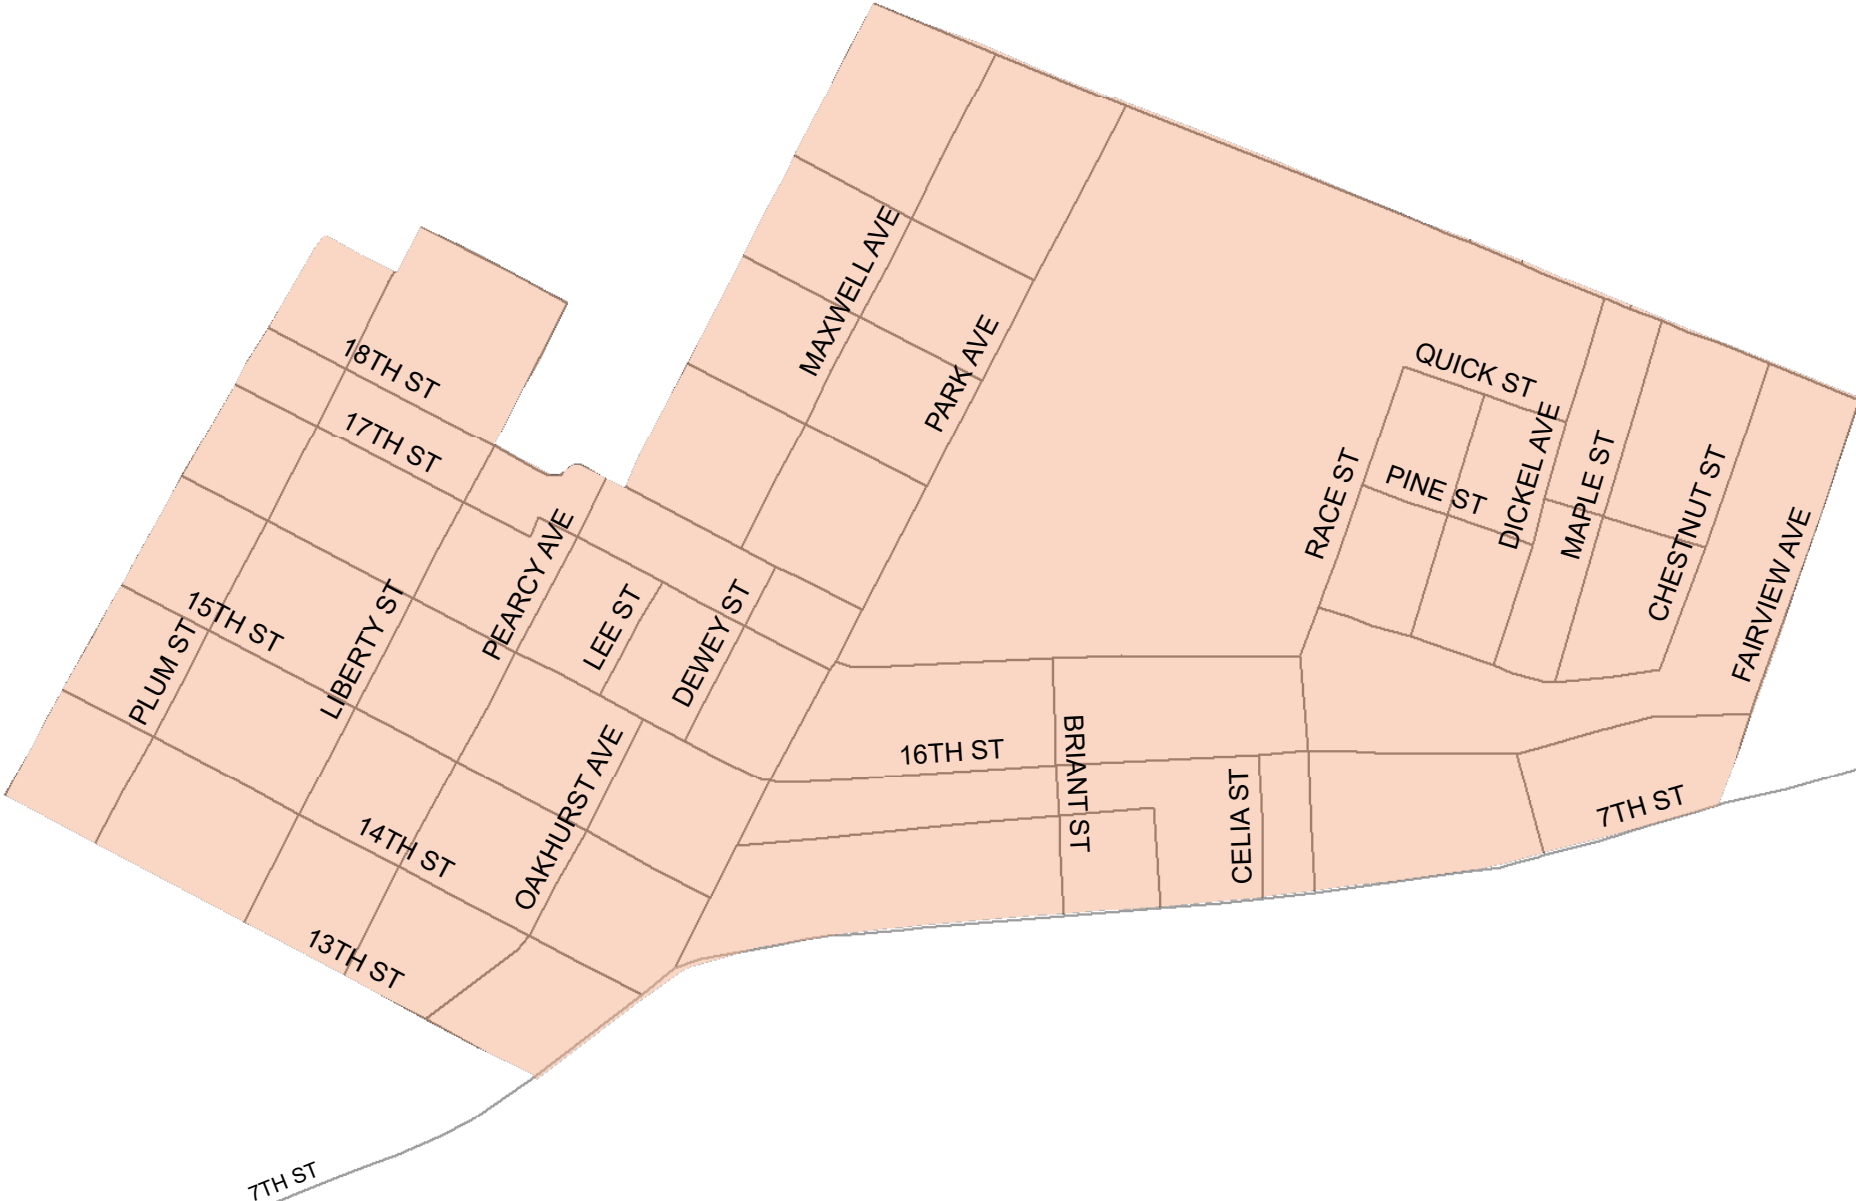 MAXWELL AVE
PARK AVE
18TH ST
17TH ST
QUICK ST
PINE ST
RACE ST
DICKEL AVE
MAPLE ST
CHESTNUT ST
FAIRVIEW AVE
PEARCY AVE
LEE ST
DEWEY ST
15TH ST
PLUM ST
LIBERTY ST
OAKHURST AVE
16TH ST
BRIANT ST
CELIA ST
7TH ST
14TH ST
13TH ST
7TH ST